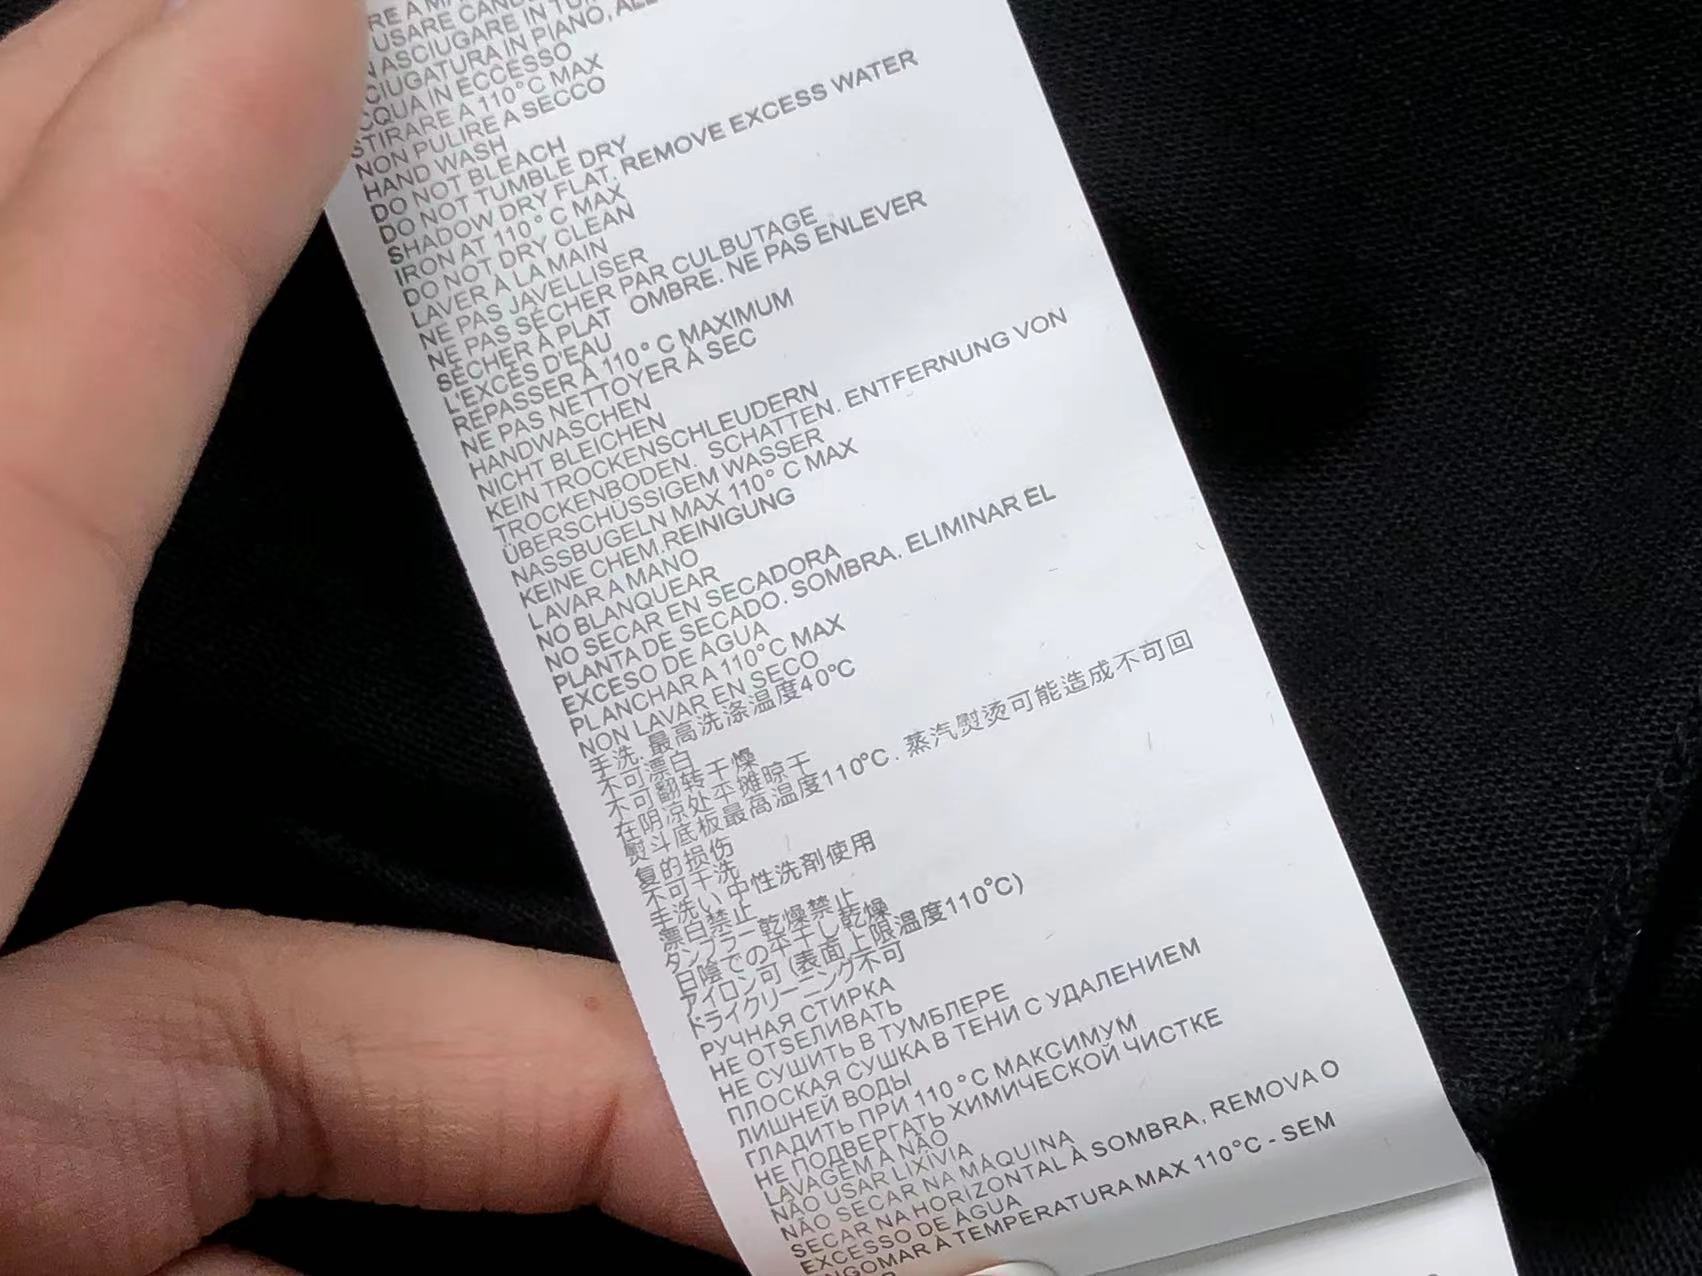 USARE CAND
ASCIUGARE IN TUM
CIUGATURA IN PIANO, ALL
CQUA IN ECCESSO
STIRARE A 110°C MAX
NON PULIRE A SECCO
HAND WASH
DO NOT BLEACH
DO NOT TUMBLE DRY
SHADOW DRY FLAT. REMOVE EXCESS WATER
IRON AT 110° C MAX
DO NOT DRY CLEAN
LAVER À LA MAIN
NE PAS JAVELLISER
NE PAS SÉCHER PAR CULBUTAGE
SÉCHER À PLAT OMBRE. NE PAS ENLEVER
L'EXCÈS D'EAU
REPASSER À 110° C MAXIMUM
NE PAS NETTOYER À SEC
HANDWASCHEN
NICHT BLEICHEN
KEIN TROCKENSCHLEUDERN
TROCKENBODEN. SCHATTEN. ENTFERNUNG VON
ÜBERSCHÜSSIGEM WASSER
NASSBUGELN MAX 110° C MAX
KEINE CHEM.REINIGUNG
LAVAR A MANO
NO BLANQUEAR
NO SECAR EN SECADORA
PLANTA DE SECADO. SOMBRA. ELIMINAR EL
EXCESO DE AGUA
PLANCHAR A 110°C MAX
NON LAVAR EN SECO
手洗. 最高洗涤温度40°C
不可漂白
不可翻转干燥
在阴凉处平摊晾干
熨斗底板最高温度110°C. 蒸汽熨烫可能造成不可回
复的损伤
不可干洗
手洗い 中性洗剤使用
漂白禁止
タンブラー乾燥禁止
日陰での平干し乾燥
アイロン可 (表面上限温度110°C)
ドライクリーニング不可
РУЧНАЯ СТИРКА
НЕ ОТБЕЛИВАТЬ
НЕ СУШИТЬ В ТУМБЛЕРЕ
ПЛОСКАЯ СУШКА В ТЕНИ С УДАЛЕНИЕМ
ЛИШНЕЙ ВОДЫ
ГЛАДИТЬ ПРИ 110 ° C МАКСИМУМ
НЕ ПОДВЕРГАТЬ ХИМИЧЕСКОЙ ЧИСТКЕ
LAVAGEM À NÃO
NÃO USAR LIXÍVIA
NÃO SECAR NA MÁQUINA
SECAR NA HORIZONTAL À SOMBRA, REMOVA O
EXCESSO DE ÁGUA
NGOMAR À TEMPERATURA MAX 110°C - SEM